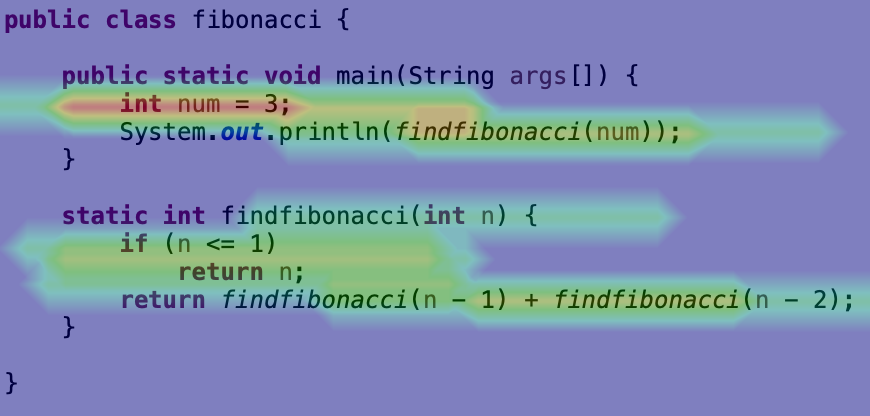 public class fibonacci {
public static void main(String args[]) {
int num = 3;
System.out.println(findfibonacci(num));
}
static int findfibonacci(int n) {
if (n <= 1)
return n;
return findfibonacci(n - 1) + findfibonacci(n - 2);
}
}